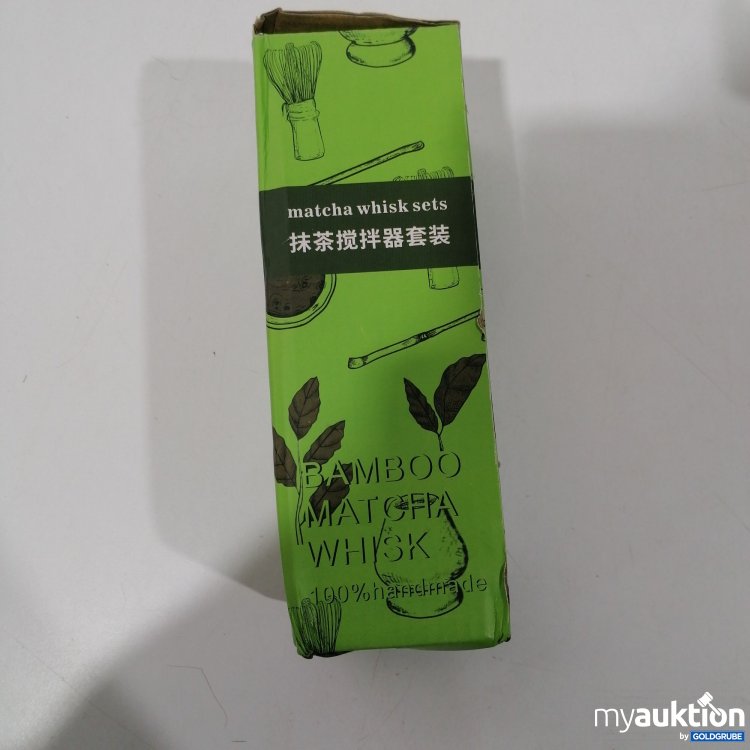 matcha whisk sets
抹茶搅拌器套装
BAMBOO
MATCHA
WHISK
100%handmade
myauktion
by GOLDGRUBE